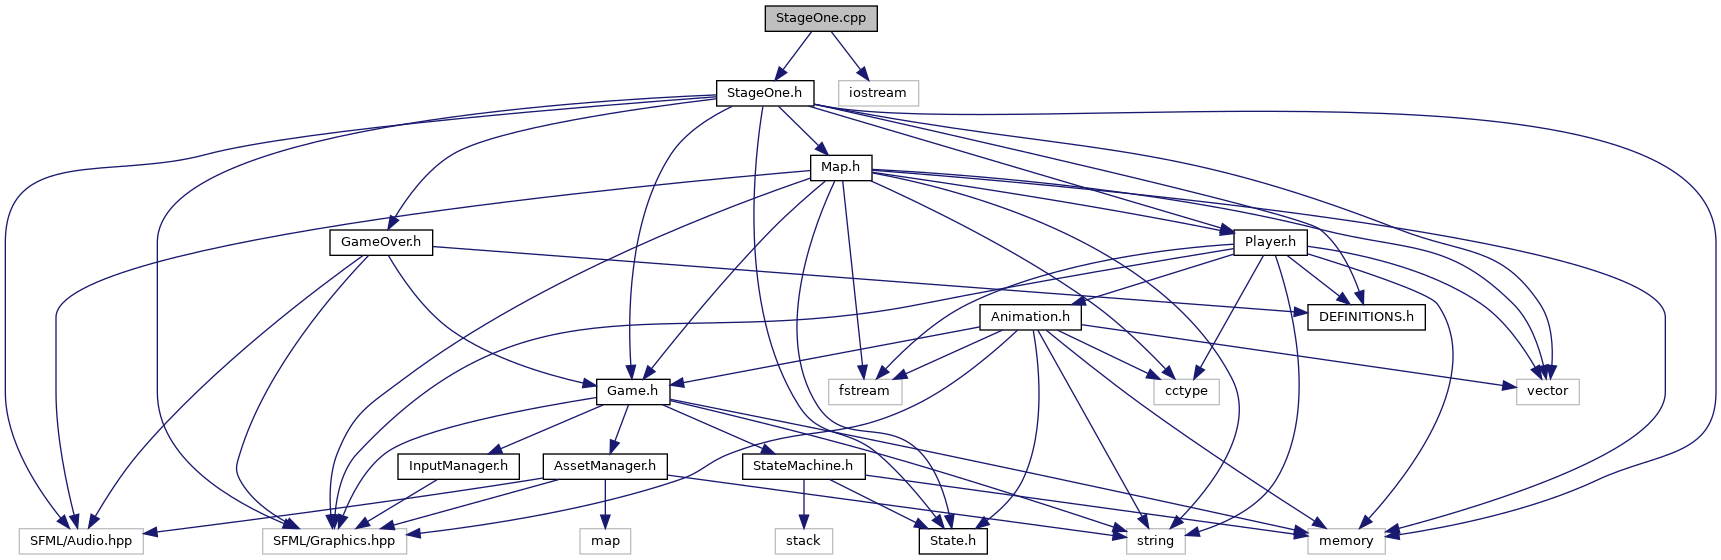 StageOne.cpp
StageOne.h
iostream
Map.h
GameOver.h
Player.h
Animation.h
DEFINITIONS.h
Game.h
fstream
cctype
vector
InputManager.h
AssetManager.h
StateMachine.h
SFML/Audio.hpp
SFML/Graphics.hpp
map
stack
State.h
string
memory